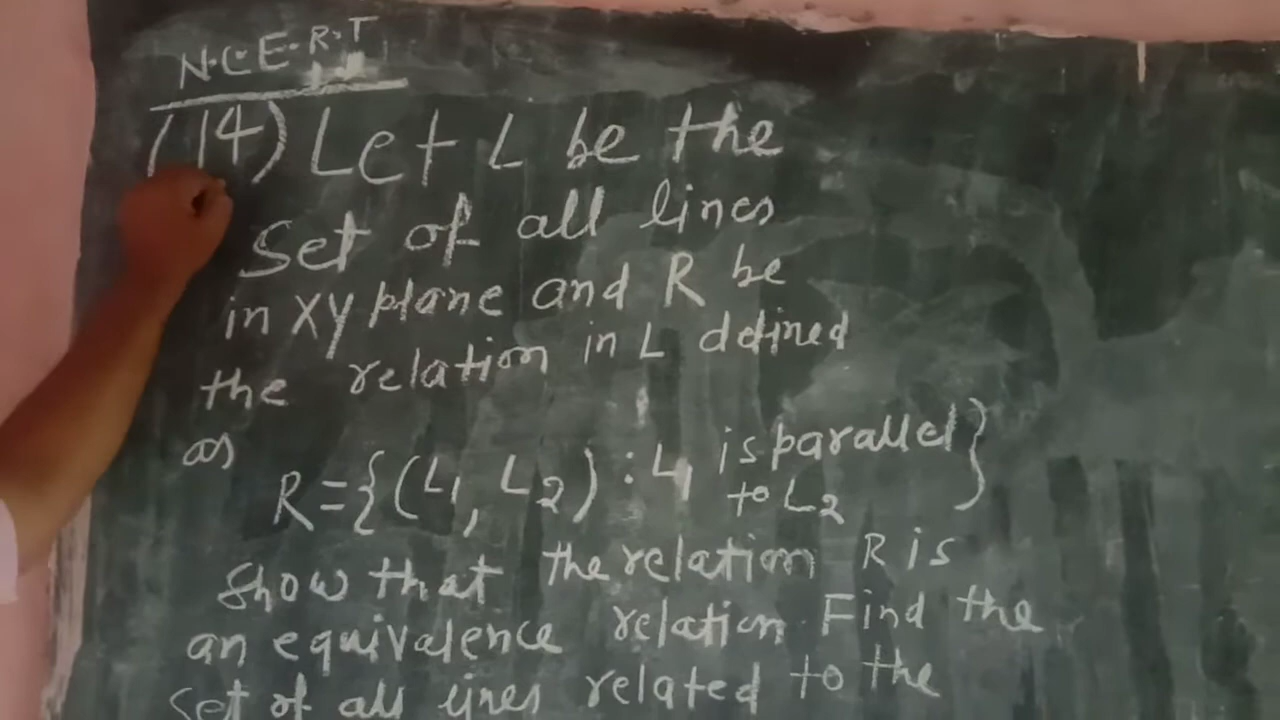 N.C.E.R.T
(14) Let L be the
Set of all lines
in XY plane and R be
the relation in L defined
as
R={(L1, L2) : L1 is parallel to L2}
Show that the relation R is
an equivalence relation. Find the
set of all lines related to the